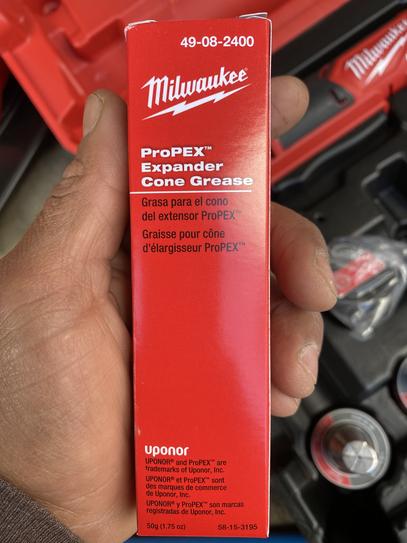 49-08-2400
Milwaukee
ProPEX™
Expander
Cone Grease
Grasa para el cono
del extensor ProPEX™
Graisse pour cône
d'élargisseur ProPEX™
uponor
UPONOR® and ProPEX™ are
trademarks of Uponor, Inc.
UPONOR® et ProPEX™ sont
des marques de commerce
de Uponor, Inc.
UPONOR® y ProPEX™ son marcas
registradas de Uponor, Inc.
50g (1.75 oz)
58-15-3195
Milwaukee